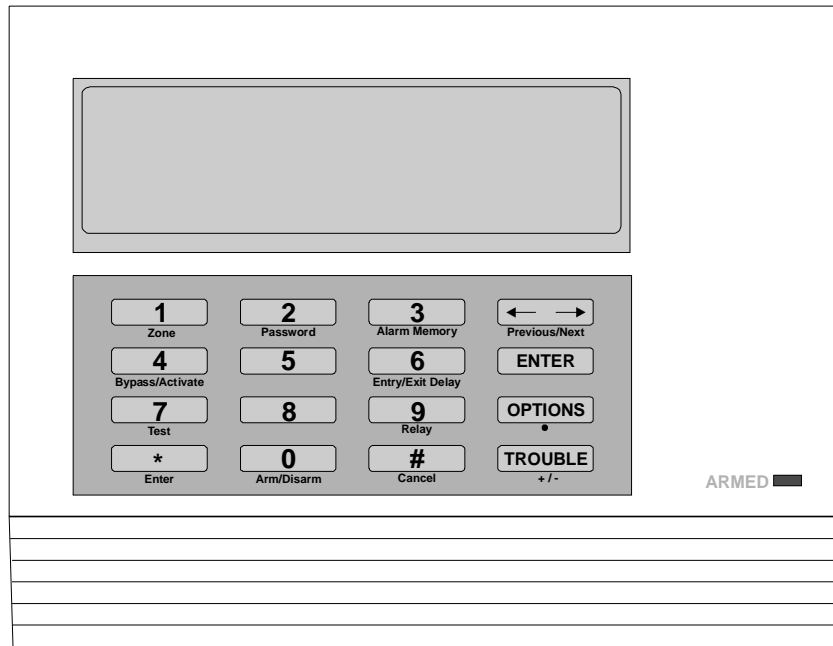 1 2 3 ← →
Zone Password Alarm Memory Previous/Next
4 5 6 ENTER
Bypass/Activate Entry/Exit Delay
7 8 9 OPTIONS
Test Relay •
* 0 # TROUBLE
Enter Arm/Disarm Cancel + / -
ARMED